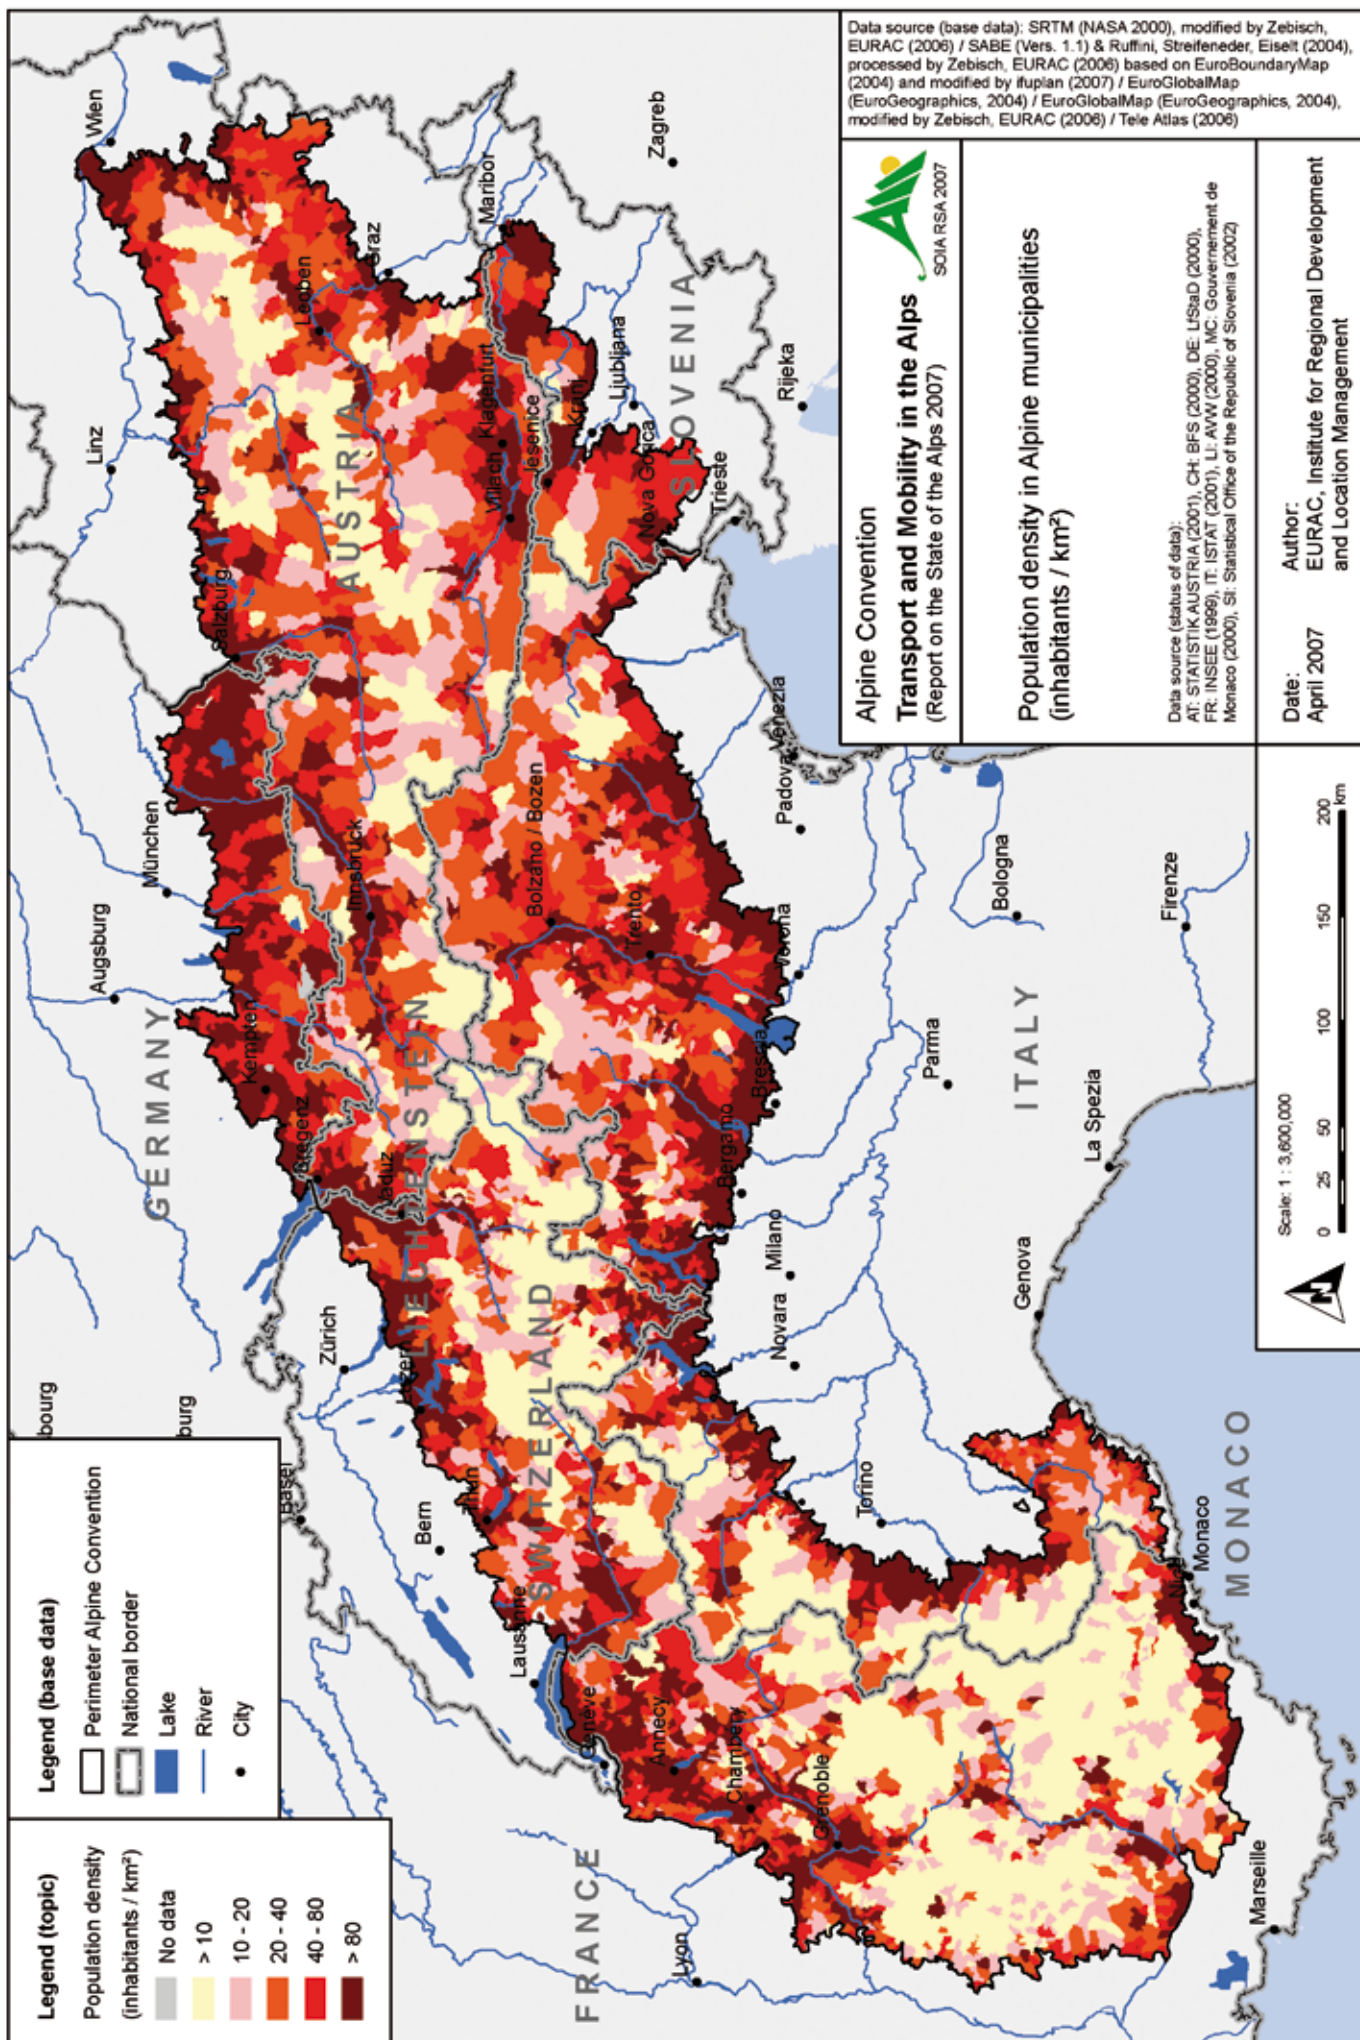 Legend (topic)
Population density
(inhabitants / km²)
No data
> 10
10 - 20
20 - 40
40 - 80
> 80
Legend (base data)
Perimeter Alpine Convention
National border
Lake
River
City
bourg
burg
GERMANY
FRANCE
SWITZERLAND
LIECHTENSTEIN
AUSTRIA
SLOVENIA
ITALY
MONACO
Wien
Linz
Salzburg
München
Augsburg
Kempten
Bregenz
Vaduz
Innsbruck
Leoben
Graz
Maribor
Zagreb
Klagenfurt
Villach
Jesenice
Kranj
Ljubljana
Nova Gorica
Trieste
Rijeka
Bolzano / Bozen
Trento
Verona
Padova
Venezia
Brescia
Bergamo
Milano
Novara
Parma
Bologna
Firenze
La Spezia
Genova
Zürich
Luzern
Basel
Bern
Thun
Lausanne
Genève
Annecy
Chambéry
Grenoble
Lyon
Torino
Nice
Monaco
Marseille
Data source (base data): SRTM (NASA 2000), modified by Zebisch,
EURAC (2006) / SABE (Vers. 1.1) & Ruffini, Streifeneder, Eiselt (2004),
processed by Zebisch, EURAC (2006) based on EuroBoundaryMap
(2004) and modified by ifuplan (2007) / EuroGlobalMap
(EuroGeographics, 2004) / EuroGlobalMap (EuroGeographics, 2004),
modified by Zebisch, EURAC (2006) / Tele Atlas (2006)
Alpine Convention
Transport and Mobility in the Alps
(Report on the State of the Alps 2007)
SOIA RSA 2007
Population density in Alpine municipalities
(inhabitants / km²)
Data source (status of data):
AT: STATISTIK AUSTRIA (2001), CH: BFS (2000), DE: LfStaD (2000),
FR: INSEE (1999), IT: ISTAT (2001), LI: AVW (2000), MC: Gouvernement de
Monaco (2000), SI: Statistical Office of the Republic of Slovenia (2002)
Date:
April 2007
Author:
EURAC, Institute for Regional Development
and Location Management
N
Scale: 1 : 3,600,000
0 25 50 100 150 200
km